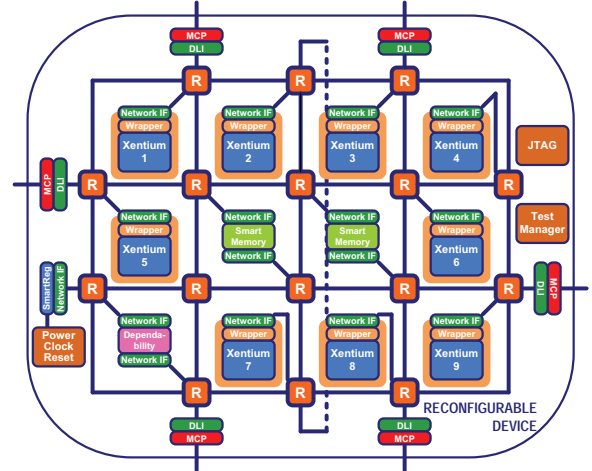 MCP
DLI
MCP
DLI
R
R
R
Network IF
Wrapper
Xentium
1
Network IF
Wrapper
Xentium
2
Network IF
Wrapper
Xentium
3
Network IF
Wrapper
Xentium
4
JTAG
MCP
DLI
R
R
R
R
R
Network IF
Wrapper
Xentium
5
Network IF
Smart
Memory
Network IF
Network IF
Smart
Memory
Network IF
Network IF
Wrapper
Xentium
6
Test
Manager
SmartReg
Network IF
R
R
R
R
R
DLI
MCP
Power
Clock
Reset
Network IF
Dependa-
bility
Network IF
Network IF
Wrapper
Xentium
7
Network IF
Wrapper
Xentium
8
Network IF
Wrapper
Xentium
9
R
R
R
RECONFIGURABLE
DEVICE
DLI
MCP
DLI
MCP